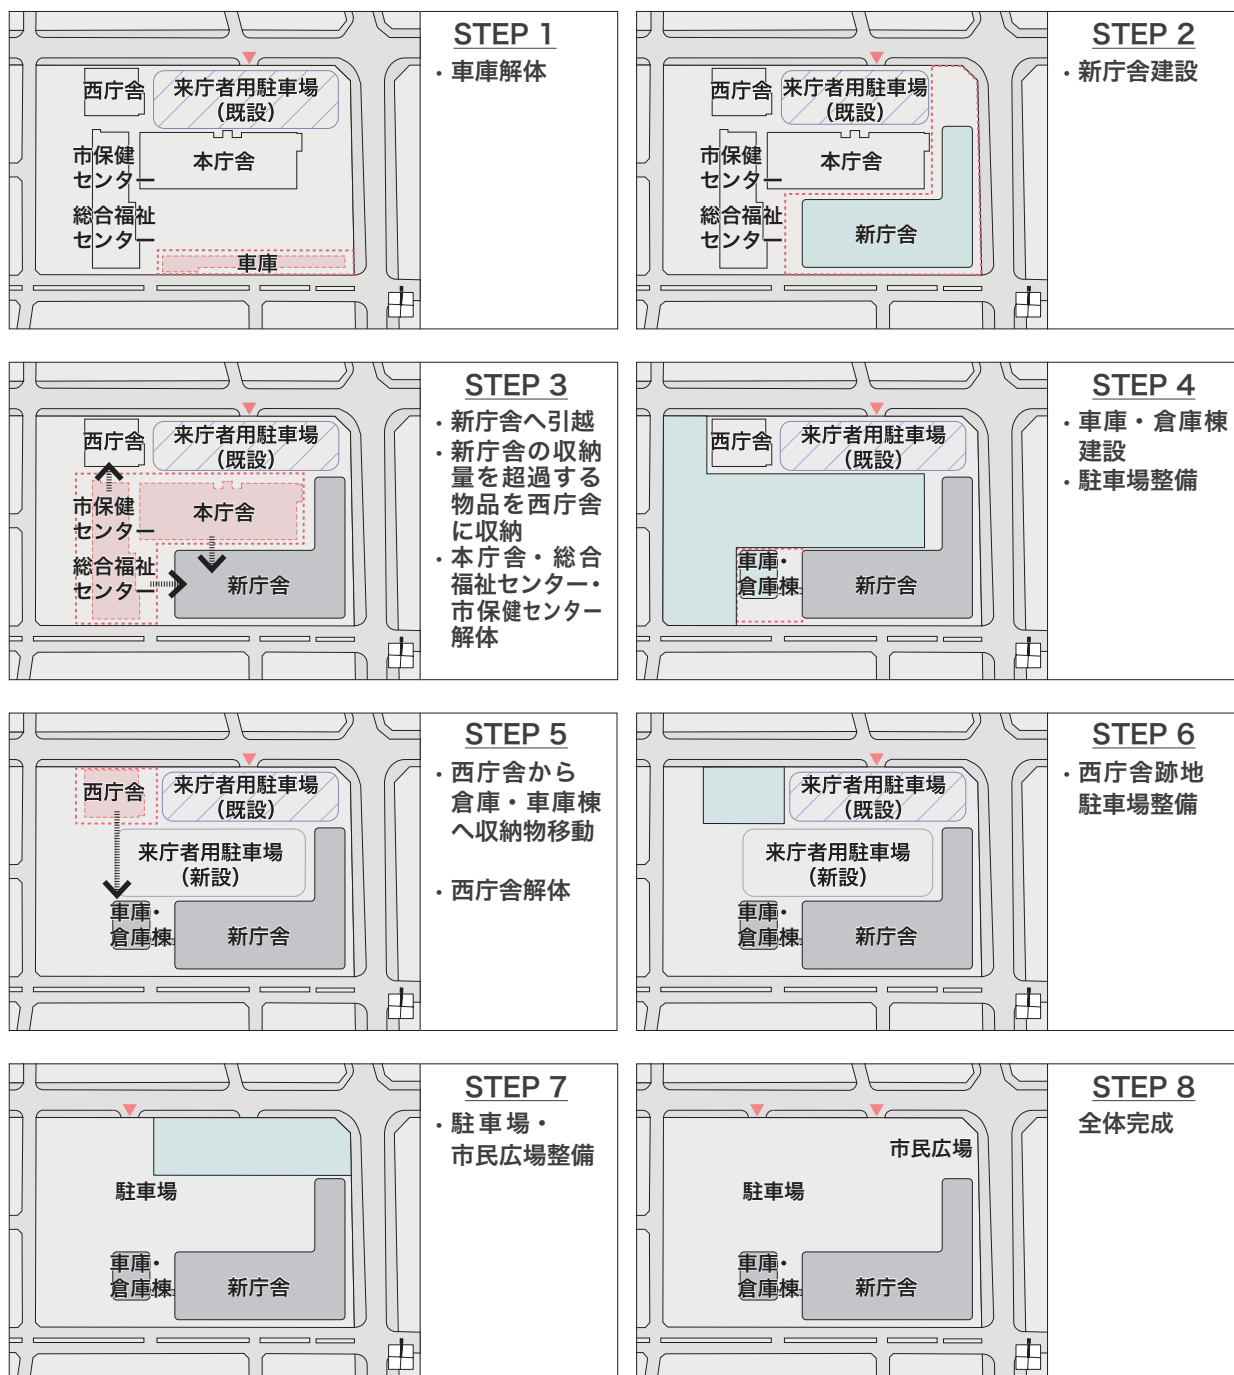 STEP 1
・車庫解体
西庁舎
来庁者用駐車場
(既設)
市保健
センター
本庁舎
総合福祉
センター
車庫
STEP 2
・新庁舎建設
西庁舎
来庁者用駐車場
(既設)
市保健
センター
本庁舎
総合福祉
センター
新庁舎
STEP 3
・新庁舎へ引越
・新庁舎の収納
量を超過する
物品を西庁舎
に収納
・本庁舎・総合
福祉センター・
市保健センター
解体
西庁舎
来庁者用駐車場
(既設)
市保健
センター
本庁舎
総合福祉
センター
新庁舎
STEP 4
・車庫・倉庫棟
建設
・駐車場整備
西庁舎
来庁者用駐車場
(既設)
車庫・
倉庫棟
新庁舎
STEP 5
・西庁舎から
倉庫・車庫棟
へ収納物移動
・西庁舎解体
西庁舎
来庁者用駐車場
(既設)
来庁者用駐車場
(新設)
車庫・
倉庫棟
新庁舎
STEP 6
・西庁舎跡地
駐車場整備
来庁者用駐車場
(既設)
来庁者用駐車場
(新設)
車庫・
倉庫棟
新庁舎
STEP 7
・駐車場・
市民広場整備
駐車場
車庫・
倉庫棟
新庁舎
STEP 8
全体完成
市民広場
駐車場
車庫・
倉庫棟
新庁舎